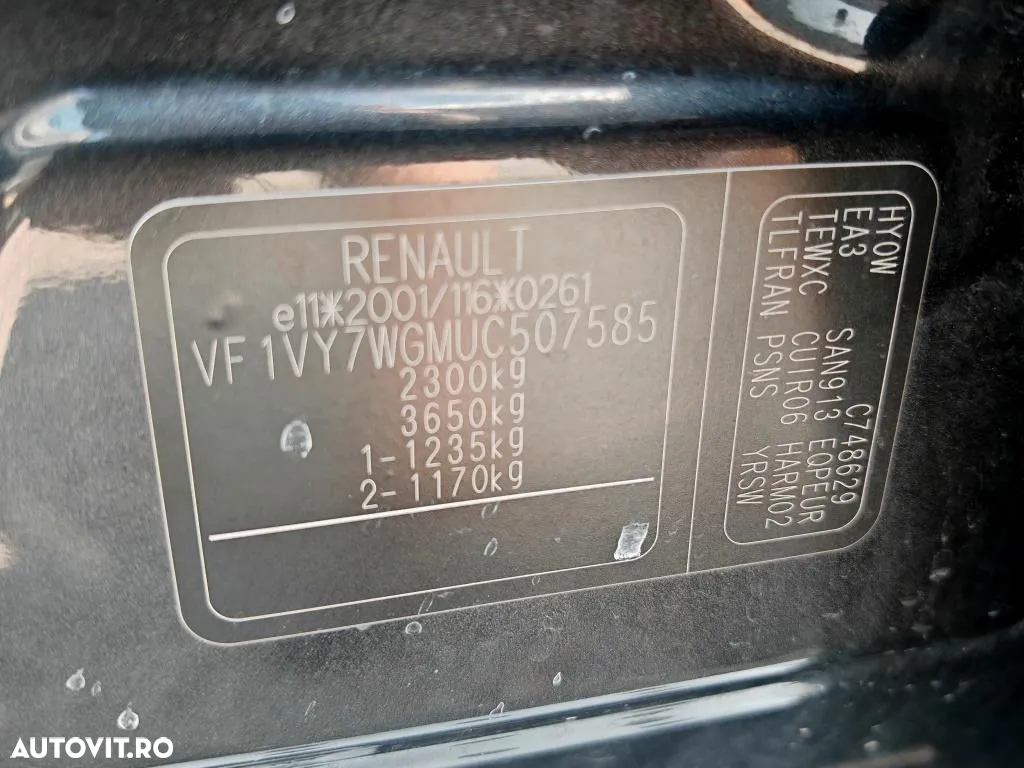 RENAULT
e11*2001/116*0261
VF1VY7WGMUC507585
2300kg
3650kg
1-1235kg
2-1170kg
HYOW C748629
EA3 SAN913 EQPEUR
TEWXC CUIR06 HARM02
TLFRAN PSNS YRSW
AUTOVIT.RO